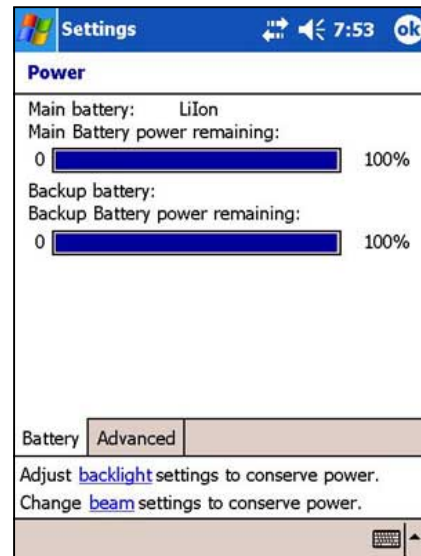 Settings 7:53 ok
Power
Main battery: LiIon
Main Battery power remaining:
0 100%
Backup battery:
Backup Battery power remaining:
0 100%
Battery Advanced
Adjust backlight settings to conserve power.
Change beam settings to conserve power.